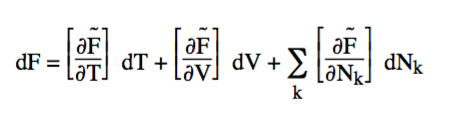 dF = [∂F̃/∂T] dT + [∂F̃/∂V] dV + ∑ₖ [∂F̃/∂Nₖ] dNₖ